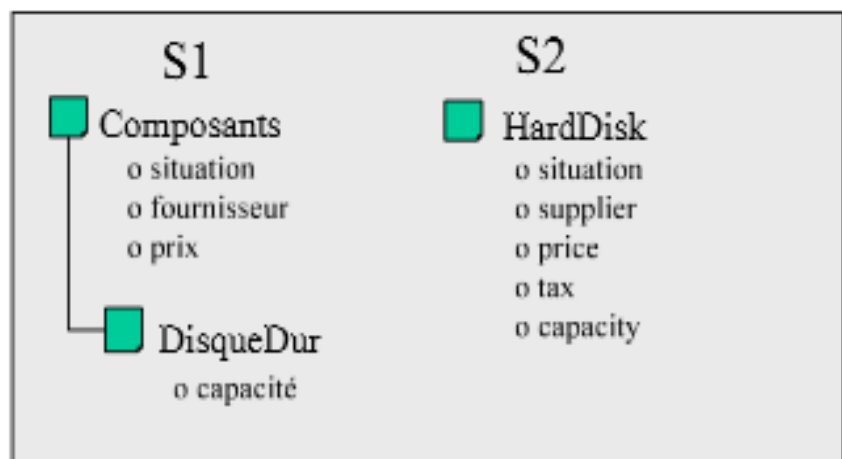 S1
Composants
o situation
o fournisseur
o prix
DisqueDur
o capacité
S2
HardDisk
o situation
o supplier
o price
o tax
o capacity